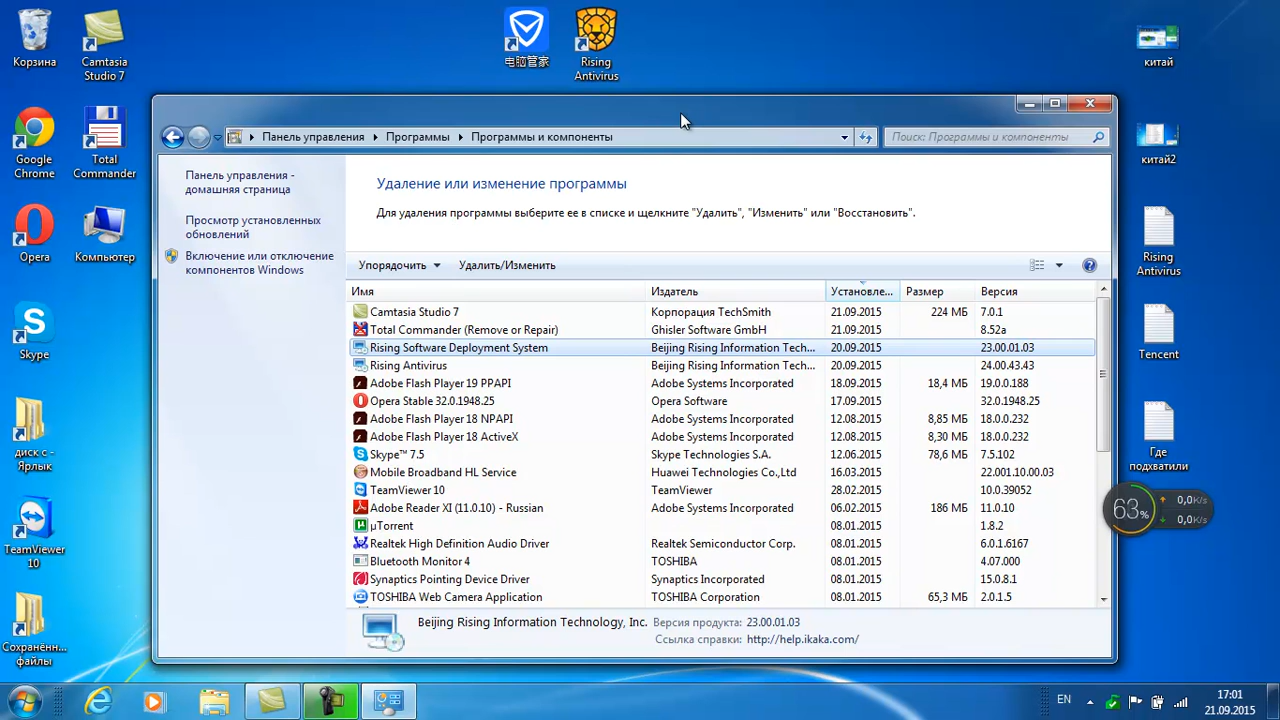 Корзина
Camtasia
Studio 7
电脑管家
Rising
Antivirus
китай
Google
Chrome
Total
Commander
китай2
Opera
Компьютер
Rising
Antivirus
Skype
Tencent
диск с -
Ярлык
Где
подхватили
TeamViewer
10
Сохранённ...
файлы
Панель управления
Программы
Программы и компоненты
Поиск: Программы и компоненты
Панель управления -
домашняя страница
Просмотр установленных
обновлений
Включение или отключение
компонентов Windows
Удаление или изменение программы
Для удаления программы выберите ее в списке и щелкните "Удалить", "Изменить" или "Восстановить".
Упорядочить Удалить/Изменить
Имя Издатель Установле... Размер Версия
Camtasia Studio 7 Корпорация TechSmith 21.09.2015 224 МБ 7.0.1
Total Commander (Remove or Repair) Ghisler Software GmbH 21.09.2015 8.52a
Rising Software Deployment System Beijing Rising Information Tech... 20.09.2015 23.00.01.03
Rising Antivirus Beijing Rising Information Tech... 20.09.2015 24.00.43.43
Adobe Flash Player 19 PPAPI Adobe Systems Incorporated 18.09.2015 18,4 МБ 19.0.0.188
Opera Stable 32.0.1948.25 Opera Software 17.09.2015 32.0.1948.25
Adobe Flash Player 18 NPAPI Adobe Systems Incorporated 12.08.2015 8,85 МБ 18.0.0.232
Adobe Flash Player 18 ActiveX Adobe Systems Incorporated 12.08.2015 8,30 МБ 18.0.0.232
Skype™ 7.5 Skype Technologies S.A. 12.06.2015 78,6 МБ 7.5.102
Mobile Broadband HL Service Huawei Technologies Co.,Ltd 16.03.2015 22.001.10.00.03
TeamViewer 10 TeamViewer 28.02.2015 10.0.39052
Adobe Reader XI (11.0.10) - Russian Adobe Systems Incorporated 06.02.2015 186 МБ 11.0.10
µTorrent 08.01.2015 1.8.2
Realtek High Definition Audio Driver Realtek Semiconductor Corp. 08.01.2015 6.0.1.6167
Bluetooth Monitor 4 TOSHIBA 08.01.2015 4.07.000
Synaptics Pointing Device Driver Synaptics Incorporated 08.01.2015 15.0.8.1
TOSHIBA Web Camera Application TOSHIBA Corporation 08.01.2015 65,3 МБ 2.0.1.5
Beijing Rising Information Technology, Inc. Версия продукта: 23.00.01.03
Ссылка справки: http://help.ikaka.com/
63%
0,0K/s
0,0K/s
EN
17:01
21.09.2015